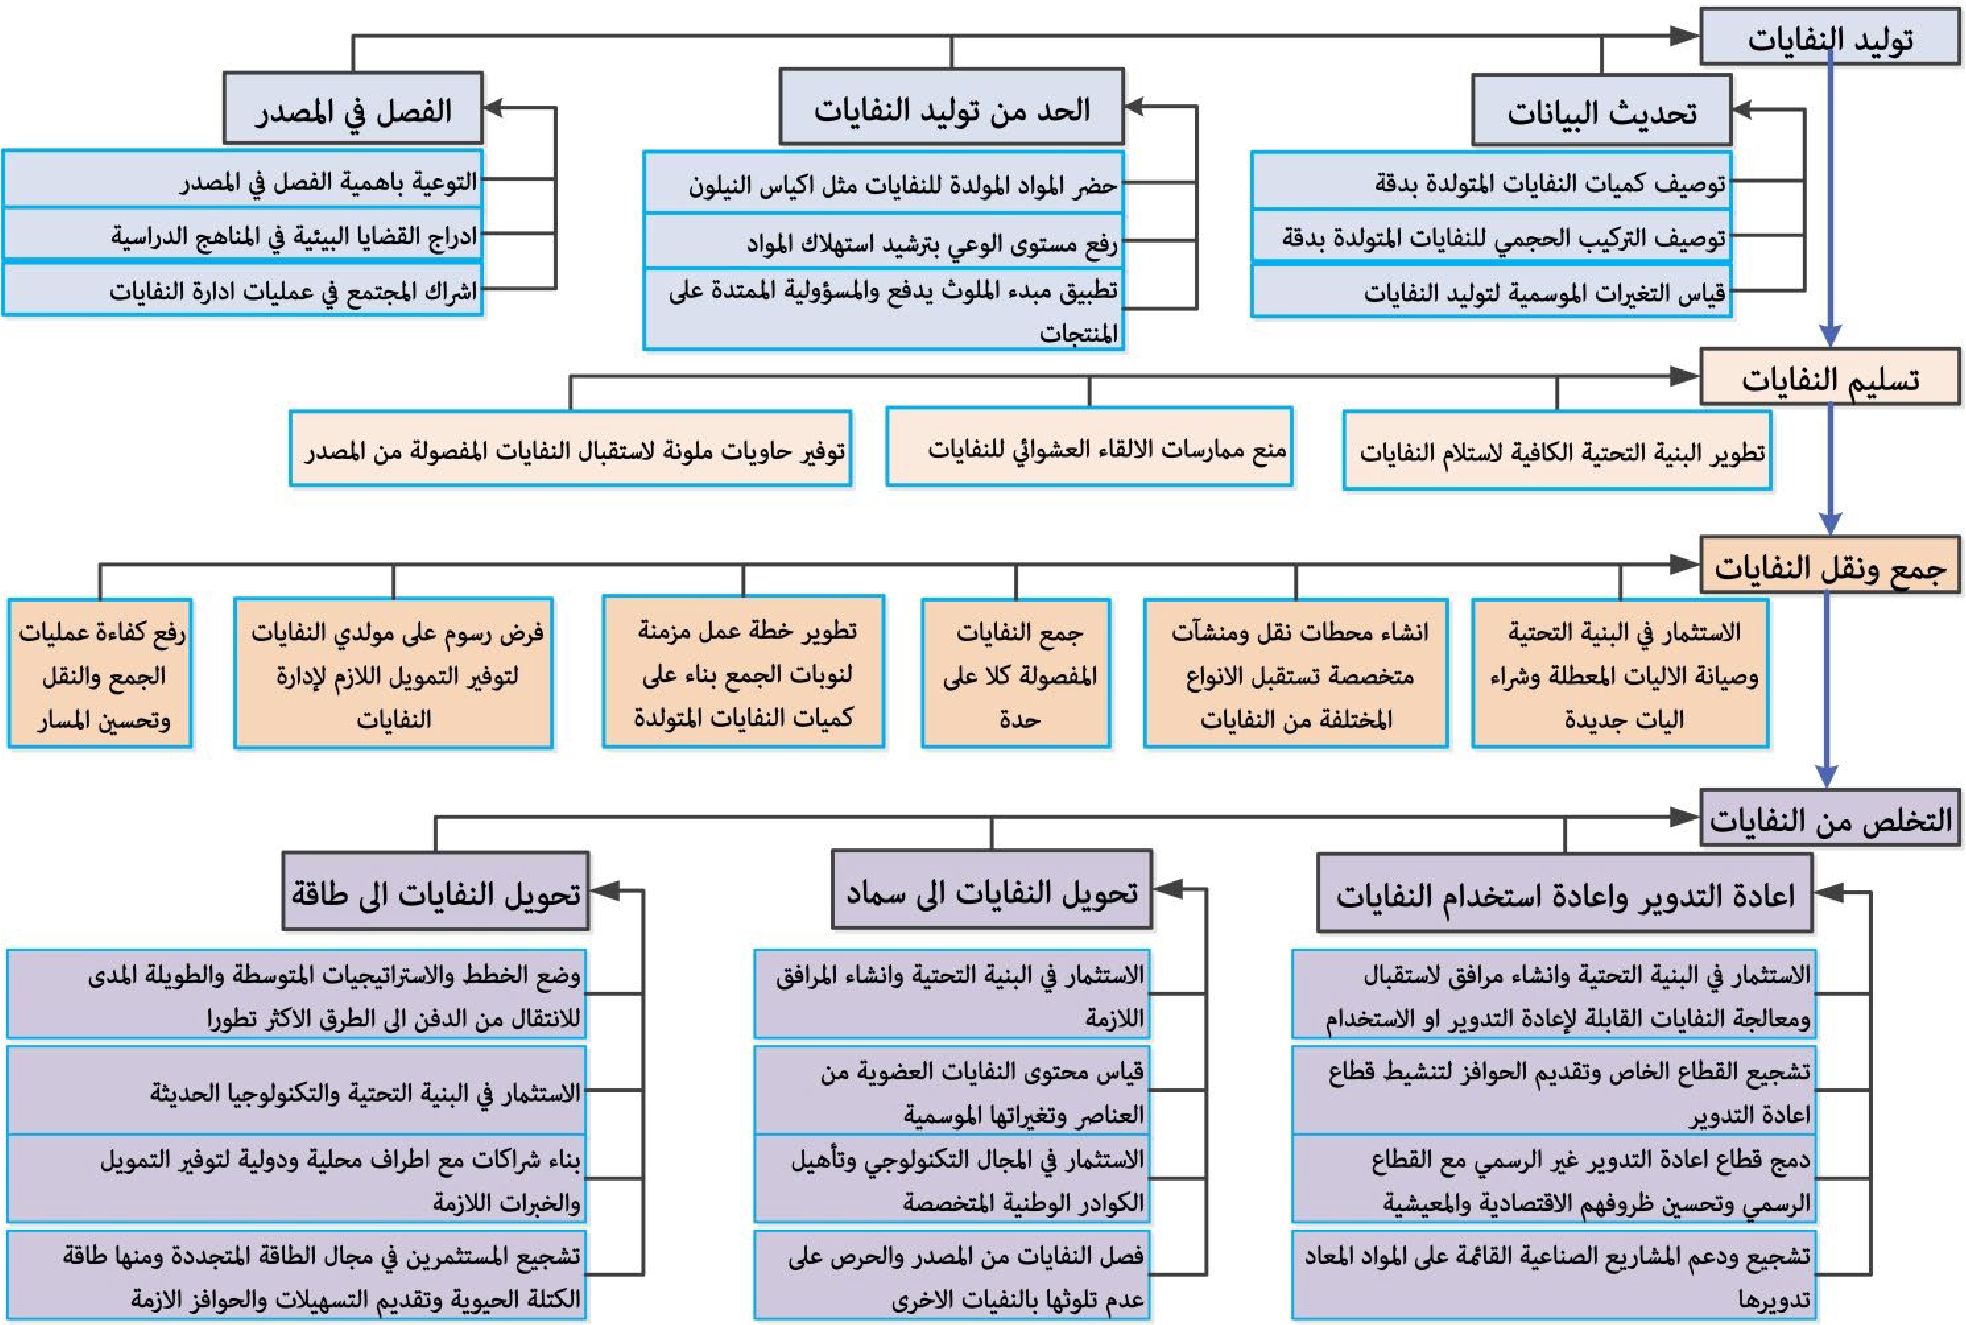 توليد النفايات
تحديث البيانات
توصيف كميات النفايات المتولدة بدقة
توصيف التركيب الحجمي للنفايات المتولدة بدقة
قياس التغيرات الموسمية لتوليد النفايات
الحد من توليد النفايات
حضر المواد المولدة للنفايات مثل اكياس النيلون
رفع مستوى الوعي بترشيد استهلاك المواد
تطبيق مبدء الملوث يدفع والمسؤولية الممتدة على
المنتجات
الفصل في المصدر
التوعية باهمية الفصل في المصدر
ادراج القضايا البيئية في المناهج الدراسية
اشراك المجتمع في عمليات ادارة النفايات
تسليم النفايات
تطوير البنية التحتية الكافية لاستلام النفايات
منع ممارسات الالقاء العشوائي للنفايات
توفير حاويات ملونة لاستقبال النفايات المفصولة من المصدر
جمع ونقل النفايات
الاستثمار في البنية التحتية
وصيانة الاليات المعطلة وشراء
اليات جديدة
انشاء محطات نقل ومنشآت
متخصصة تستقبل الانواع
المختلفة من النفايات
جمع النفايات
المفصولة كلا على
حدة
تطوير خطة عمل مزمنة
لنوبات الجمع بناء على
كميات النفايات المتولدة
فرض رسوم على مولدي النفايات
لتوفير التمويل اللازم لإدارة
النفايات
رفع كفاءة عمليات
الجمع والنقل
وتحسين المسار
التخلص من النفايات
اعادة التدوير واعادة استخدام النفايات
الاستثمار في البنية التحتية وانشاء مرافق لاستقبال
ومعالجة النفايات القابلة لإعادة التدوير او الاستخدام
تشجيع القطاع الخاص وتقديم الحوافز لتنشيط قطاع
اعادة التدوير
دمج قطاع اعادة التدوير غير الرسمي مع القطاع
الرسمي وتحسين ظروفهم الاقتصادية والمعيشية
تشجيع ودعم المشاريع الصناعية القائمة على المواد المعاد
تدويرها
تحويل النفايات الى سماد
الاستثمار في البنية التحتية وانشاء المرافق
اللازمة
قياس محتوى النفايات العضوية من
العناصر وتغيراتها الموسمية
الاستثمار في المجال التكنولوجي وتأهيل
الكوادر الوطنية المتخصصة
فصل النفايات من المصدر والحرص على
عدم تلوثها بالنفيات الاخرى
تحويل النفايات الى طاقة
وضع الخطط والاستراتيجيات المتوسطة والطويلة المدى
للانتقال من الدفن الى الطرق الاكثر تطورا
الاستثمار في البنية التحتية والتكنولوجيا الحديثة
بناء شراكات مع اطراف محلية ودولية لتوفير التمويل
والخبرات اللازمة
تشجيع المستثمرين في مجال الطاقة المتجددة ومنها طاقة
الكتلة الحيوية وتقديم التسهيلات والحوافز الازمة